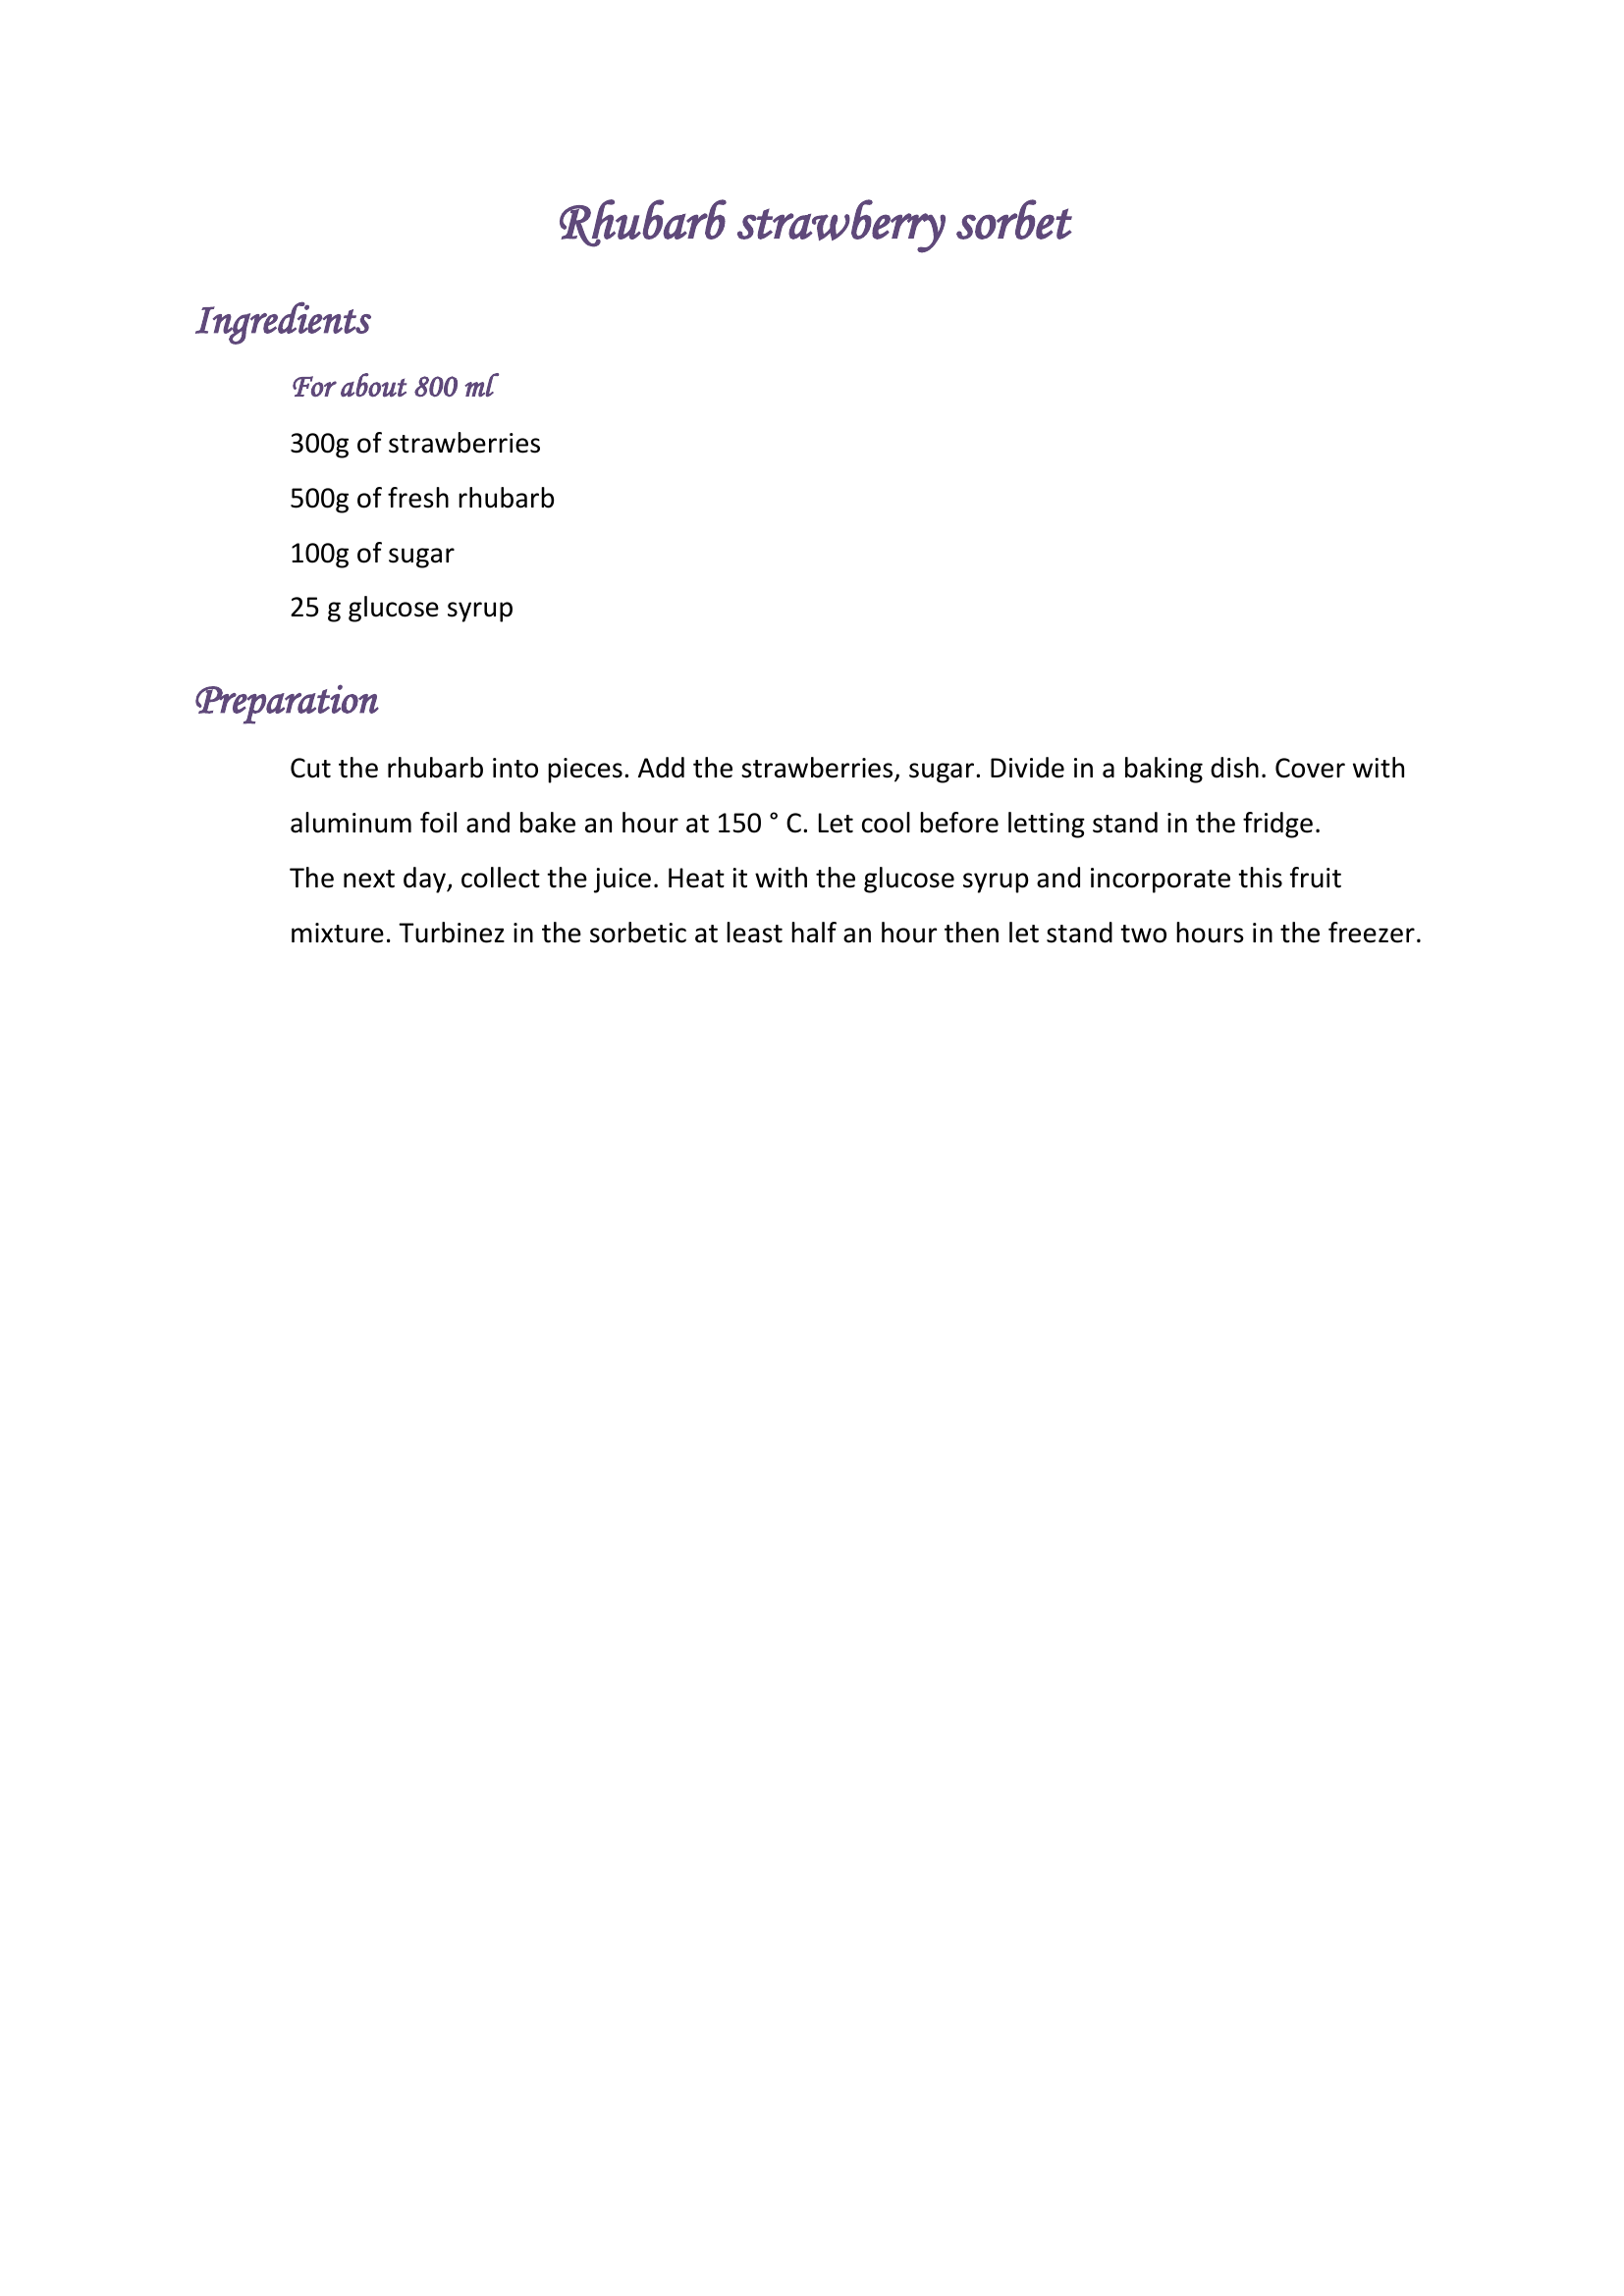 Rhubarb strawberry sorbet
Ingredients
For about 800 ml
300g of strawberries
500g of fresh rhubarb
100g of sugar
25 g glucose syrup
Preparation
Cut the rhubarb into pieces. Add the strawberries, sugar. Divide in a baking dish. Cover with
aluminum foil and bake an hour at 150 ° C. Let cool before letting stand in the fridge.
The next day, collect the juice. Heat it with the glucose syrup and incorporate this fruit
mixture. Turbinez in the sorbetic at least half an hour then let stand two hours in the freezer.